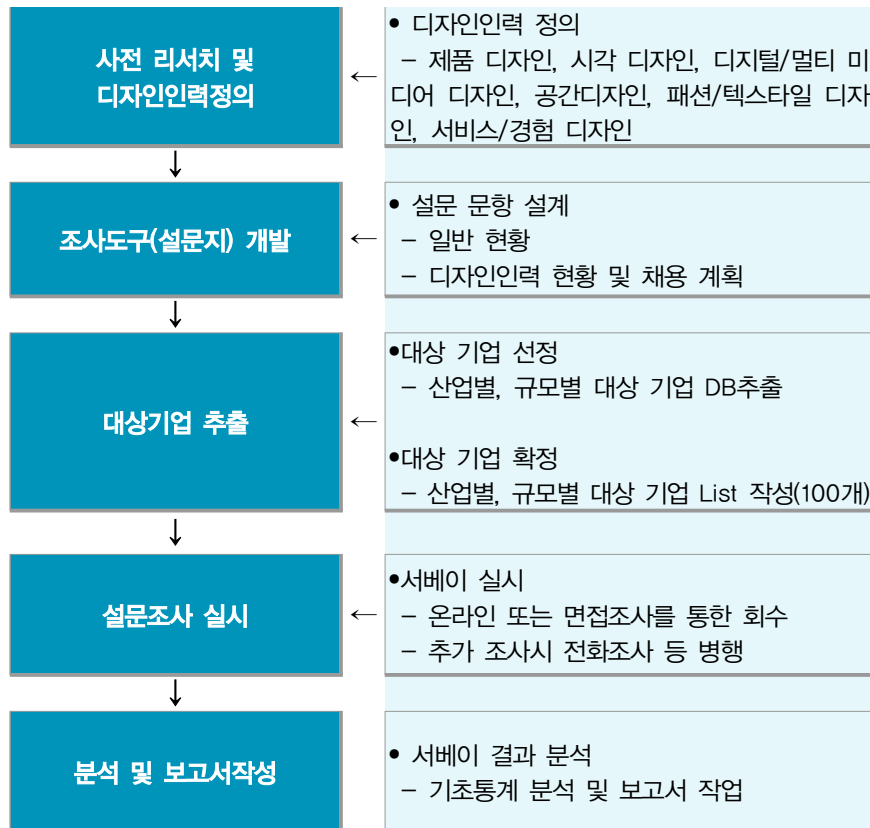 사전 리서치 및
디자인인력정의
←
• 디자인인력 정의
– 제품 디자인, 시각 디자인, 디지털/멀티 미
디어 디자인, 공간디자인, 패션/텍스타일 디자
인, 서비스/경험 디자인
↓
조사도구(설문지) 개발
←
• 설문 문항 설계
– 일반 현황
– 디자인인력 현황 및 채용 계획
↓
대상기업 추출
←
•대상 기업 선정
– 산업별, 규모별 대상 기업 DB추출
•대상 기업 확정
– 산업별, 규모별 대상 기업 List 작성(100개)
↓
설문조사 실시
←
•서베이 실시
– 온라인 또는 면접조사를 통한 회수
– 추가 조사시 전화조사 등 병행
↓
분석 및 보고서작성
• 서베이 결과 분석
– 기초통계 분석 및 보고서 작업